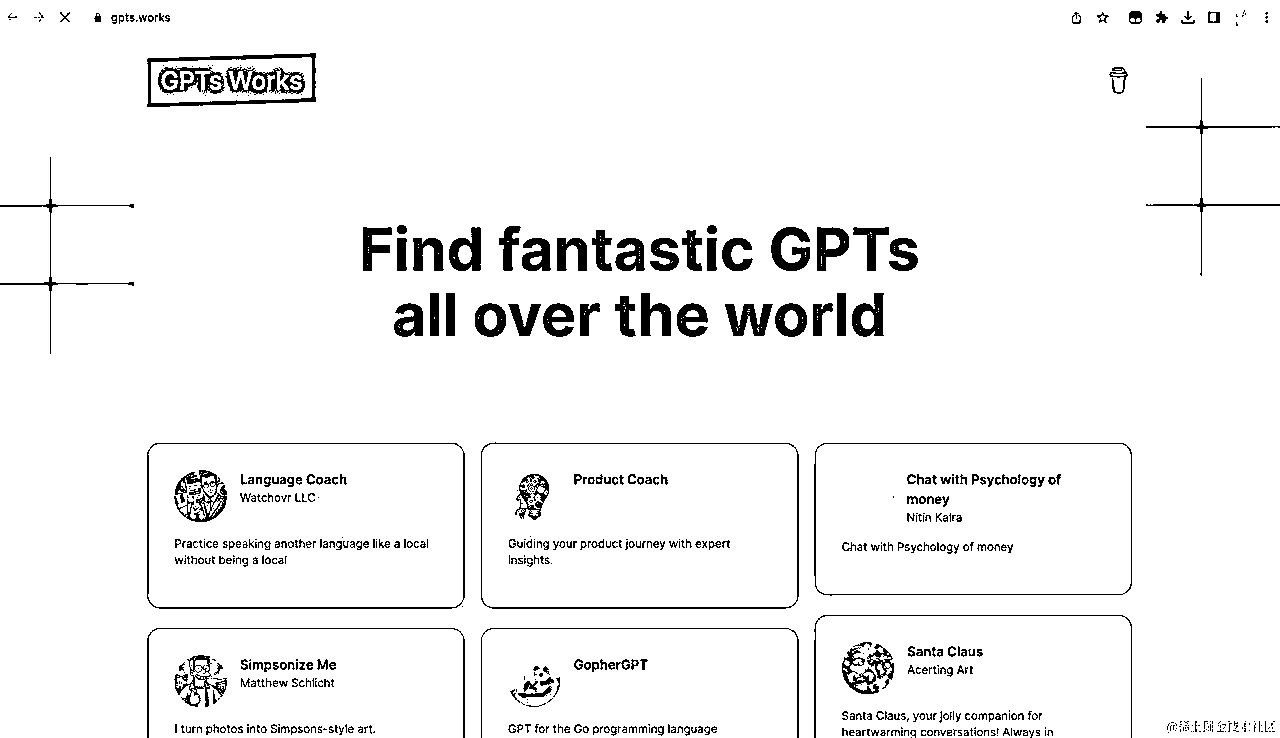 gpts.works
GPTs Works
Find fantastic GPTs
all over the world
Language Coach
Watchovr LLC
Practice speaking another language like a local
without being a local
Product Coach
Guiding your product journey with expert
insights.
Chat with Psychology of
money
Nitin Kalra
Chat with Psychology of money
Simpsonize Me
Matthew Schlicht
I turn photos into Simpsons-style art.
GopherGPT
GPT for the Go programming language
Santa Claus
Acerting Art
Santa Claus, your jolly companion for
heartwarming conversations! Always in
@稀土掘金技术社区